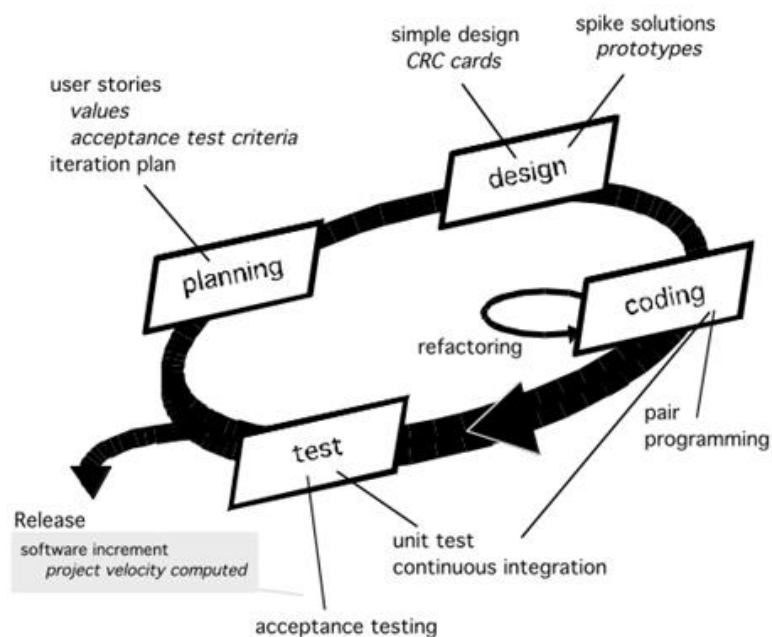 spike solutions
prototypes
simple design
CRC cards
user stories
values
acceptance test criteria
iteration plan
design
planning
coding
refactoring
pair
programming
test
Release
software increment
project velocity computed
unit test
continuous integration
acceptance testing